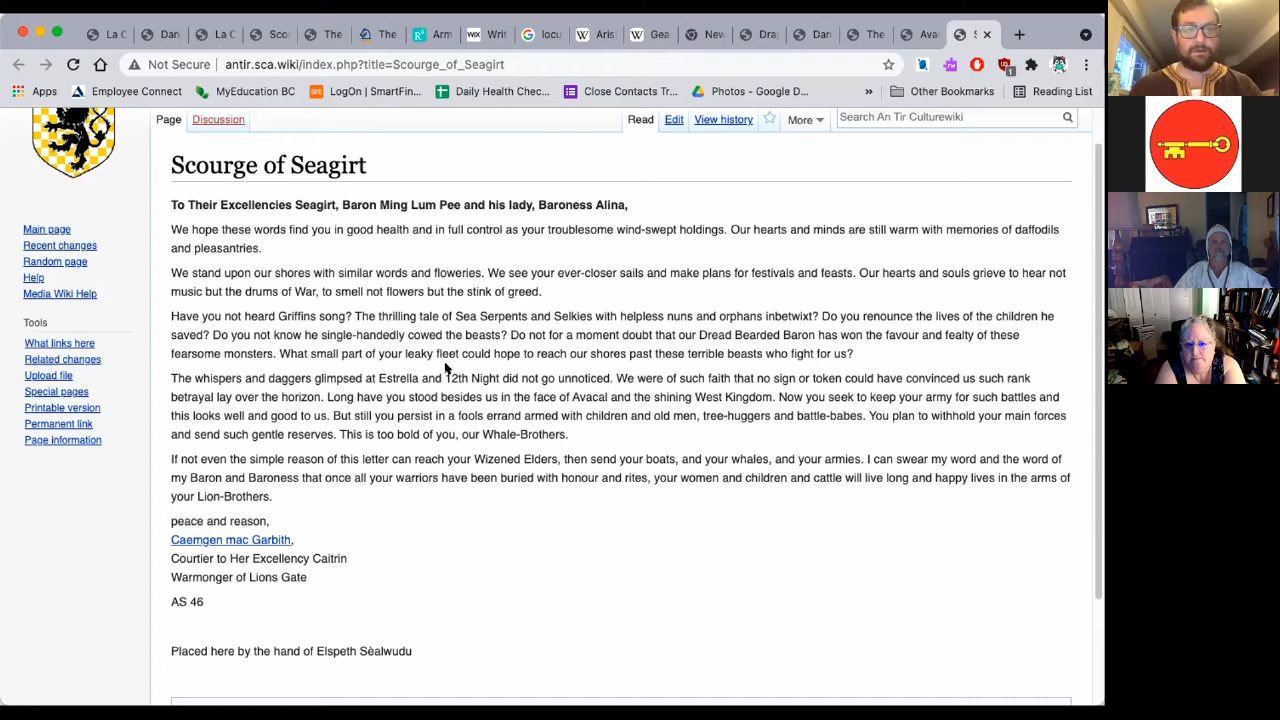 La C
Dan
La C
Sco
The
The
Arm
Writ
locu
Aris
Gea
New
Drag
Dan
The
Ava
S
Not Secure antir.sca.wiki/index.php?title=Scourge_of_Seagirt
1
Apps Employee Connect MyEducation BC LogOn | SmartFin... Daily Health Chec... Close Contacts Tr... Photos - Google D... » Other Bookmarks Reading List
Page Discussion Read Edit View history More Search An Tir Culturewiki
Scourge of Seagirt
To Their Excellencies Seagirt, Baron Ming Lum Pee and his lady, Baroness Alina,
We hope these words find you in good health and in full control as your troublesome wind-swept holdings. Our hearts and minds are still warm with memories of daffodils
and pleasantries.
We stand upon our shores with similar words and floweries. We see your ever-closer sails and make plans for festivals and feasts. Our hearts and souls grieve to hear not
music but the drums of War, to smell not flowers but the stink of greed.
Have you not heard Griffins song? The thrilling tale of Sea Serpents and Selkies with helpless nuns and orphans inbetwixt? Do you renounce the lives of the children he
saved? Do you not know he single-handedly cowed the beasts? Do not for a moment doubt that our Dread Bearded Baron has won the favour and fealty of these
fearsome monsters. What small part of your leaky fleet could hope to reach our shores past these terrible beasts who fight for us?
The whispers and daggers glimpsed at Estrella and 12th Night did not go unnoticed. We were of such faith that no sign or token could have convinced us such rank
betrayal lay over the horizon. Long have you stood besides us in the face of Avacal and the shining West Kingdom. Now you seek to keep your army for such battles and
this looks well and good to us. But still you persist in a fools errand armed with children and old men, tree-huggers and battle-babes. You plan to withhold your main forces
and send such gentle reserves. This is too bold of you, our Whale-Brothers.
If not even the simple reason of this letter can reach your Wizened Elders, then send your boats, and your whales, and your armies. I can swear my word and the word of
my Baron and Baroness that once all your warriors have been buried with honour and rites, your women and children and cattle will live long and happy lives in the arms of
your Lion-Brothers.
peace and reason,
Caemgen mac Garbith,
Courtier to Her Excellency Caitrin
Warmonger of Lions Gate
AS 46
Placed here by the hand of Elspeth Sèalwudu
Main page
Recent changes
Random page
Help
Media Wiki Help
Tools
What links here
Related changes
Upload file
Special pages
Printable version
Permanent link
Page information